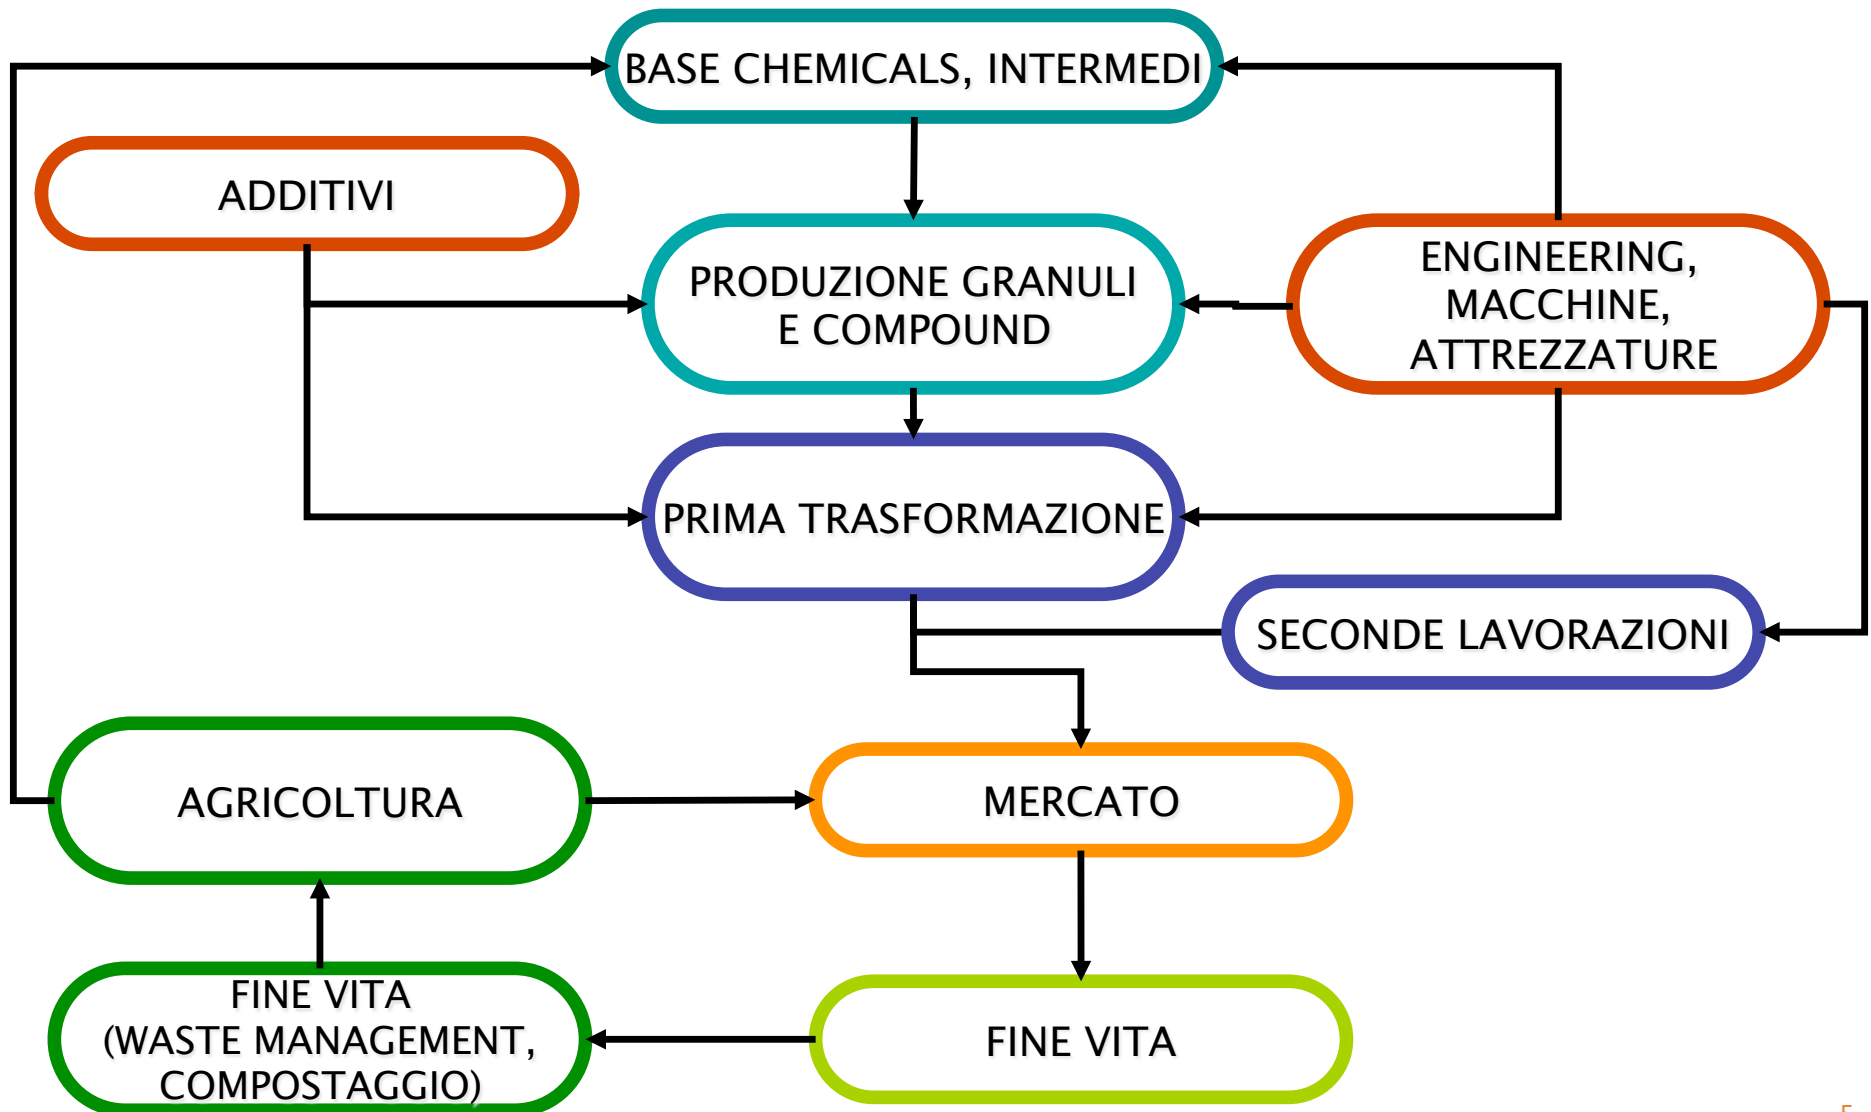 BASE CHEMICALS, INTERMEDI
ADDITIVI
PRODUZIONE GRANULI
E COMPOUND
ENGINEERING,
MACCHINE,
ATTREZZATURE
PRIMA TRASFORMAZIONE
SECONDE LAVORAZIONI
AGRICOLTURA
MERCATO
FINE VITA
(WASTE MANAGEMENT,
COMPOSTAGGIO)
FINE VITA